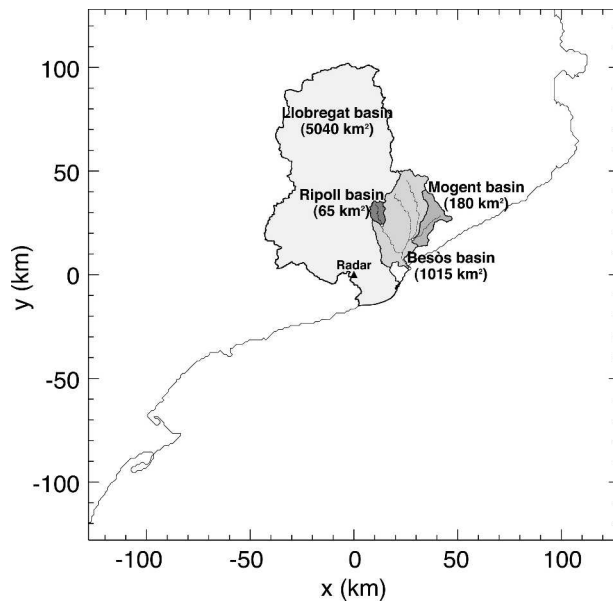 100
Llobregat basin
(5040 km²)
50
Ripoll basin
(65 km²)
Mogent basin
(180 km²)
y (km)
0
Radar
Besòs basin
(1015 km²)
-50
-100
-100 -50 0 50 100
x (km)